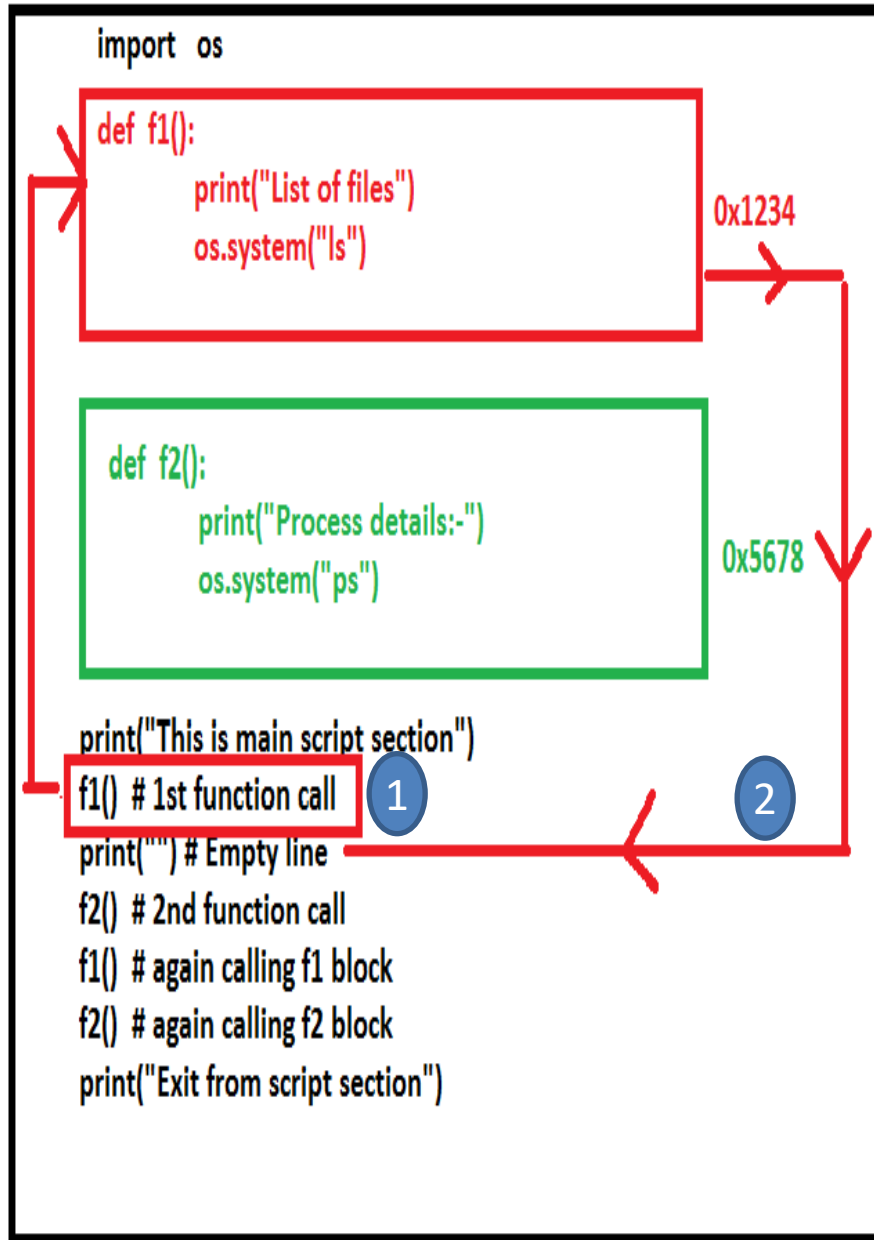 import os
def f1():
print("List of files")
os.system("ls")
0x1234
def f2():
print("Process details:-")
os.system("ps")
0x5678
print("This is main script section")
f1() # 1st function call
1
2
print("") # Empty line
f2() # 2nd function call
f1() # again calling f1 block
f2() # again calling f2 block
print("Exit from script section")